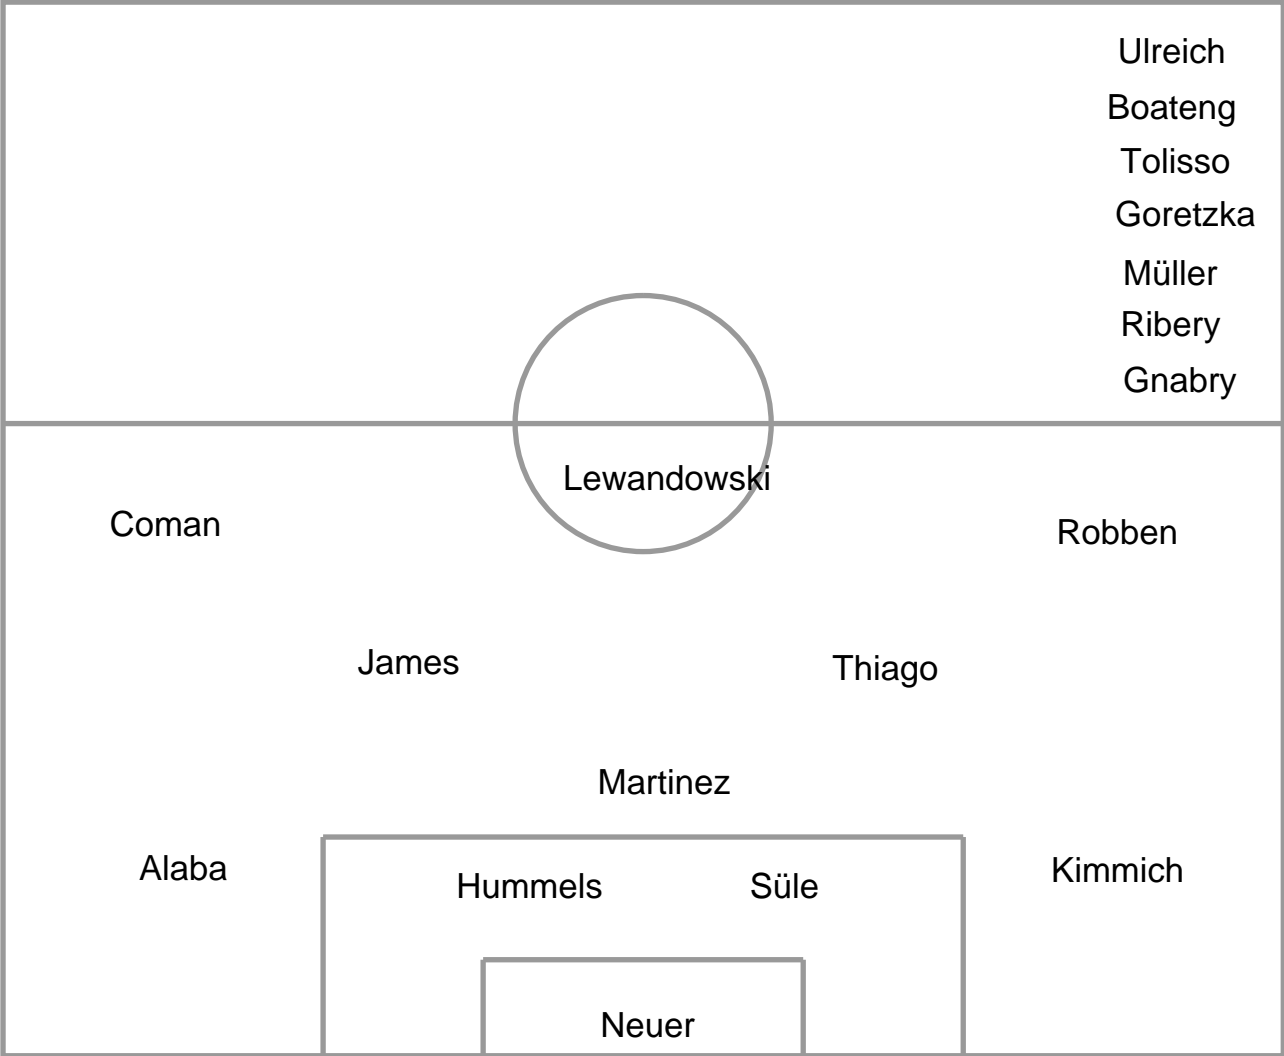 Ulreich
Boateng
Tolisso
Goretzka
Müller
Ribery
Gnabry
Lewandowski
Coman
Robben
James
Thiago
Martinez
Alaba
Kimmich
Hummels
Süle
Neuer